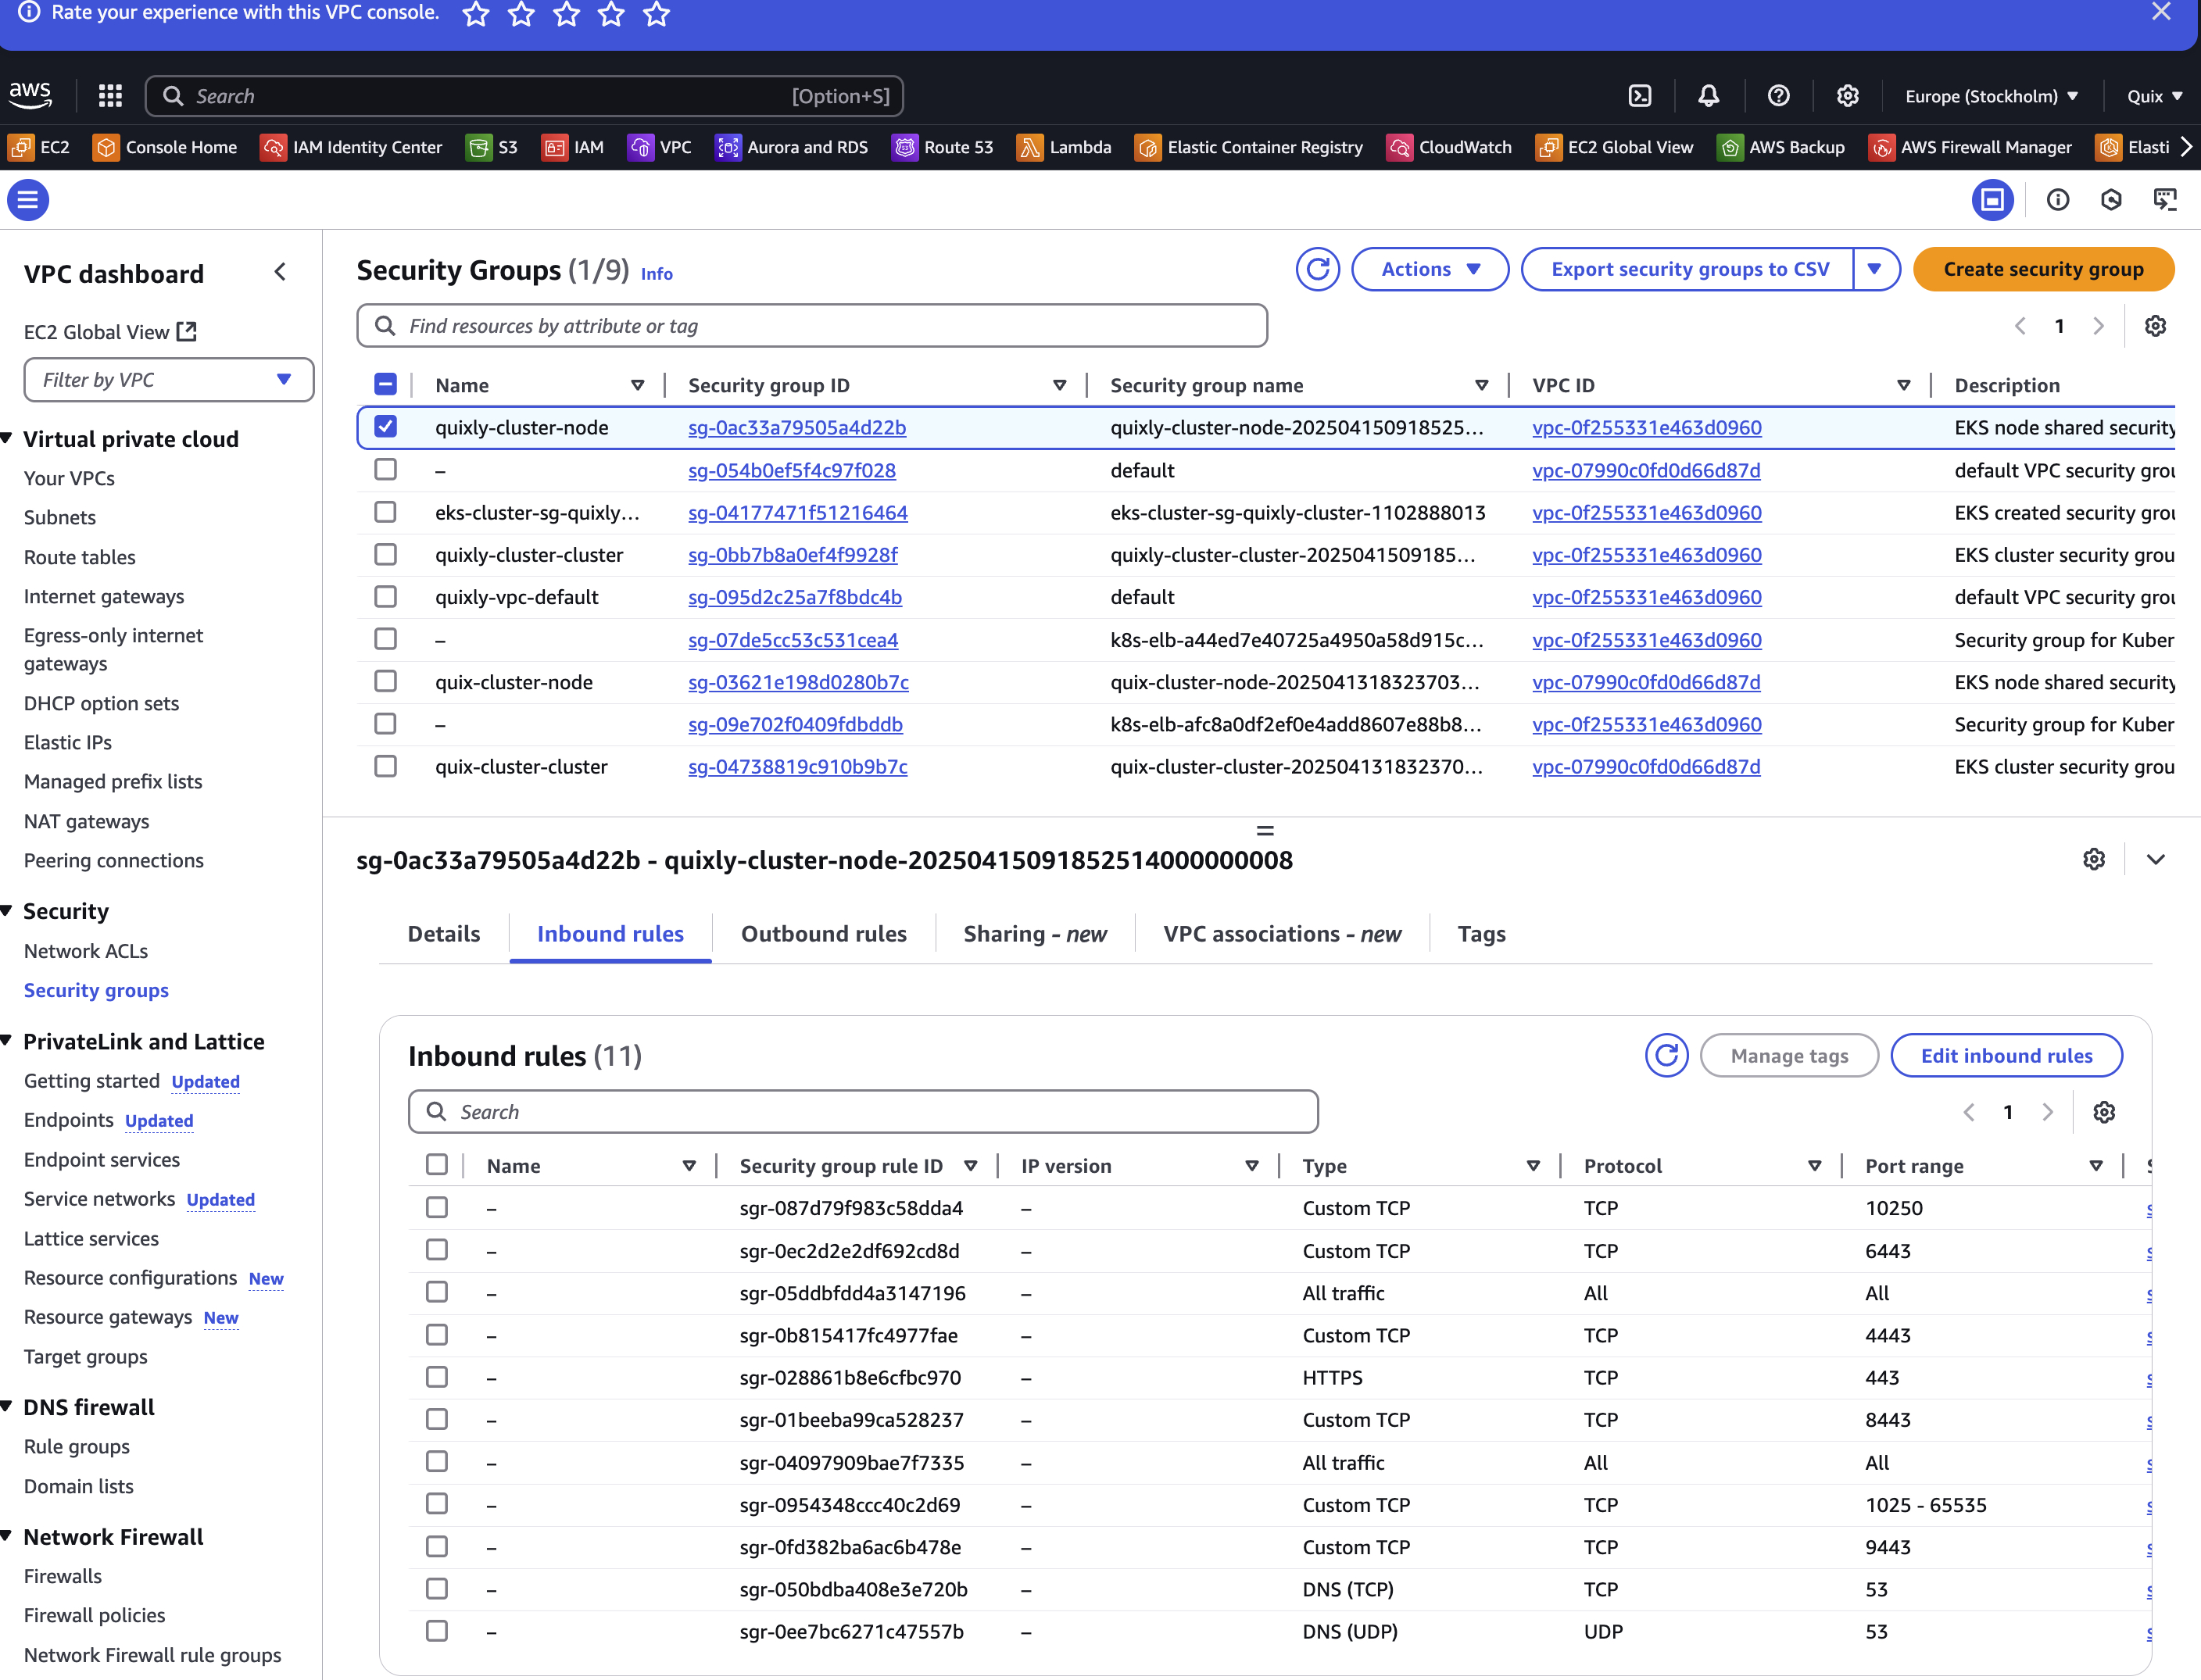 Rate your experience with this VPC console.
aws
Search [Option+S]
Europe (Stockholm)
Quix
EC2 Console Home IAM Identity Center S3 IAM VPC Aurora and RDS Route 53 Lambda Elastic Container Registry CloudWatch EC2 Global View AWS Backup AWS Firewall Manager Elasti
VPC dashboard
EC2 Global View
Filter by VPC
Virtual private cloud
Your VPCs
Subnets
Route tables
Internet gateways
Egress-only internet
gateways
DHCP option sets
Elastic IPs
Managed prefix lists
NAT gateways
Peering connections
Security
Network ACLs
Security groups
PrivateLink and Lattice
Getting started Updated
Endpoints Updated
Endpoint services
Service networks Updated
Lattice services
Resource configurations New
Resource gateways New
Target groups
DNS firewall
Rule groups
Domain lists
Network Firewall
Firewalls
Firewall policies
Network Firewall rule groups
Security Groups (1/9) Info
Actions
Export security groups to CSV
Create security group
Find resources by attribute or tag
1
Name Security group ID Security group name VPC ID Description
quixly-cluster-node sg-0ac33a79505a4d22b quixly-cluster-node-202504150918525... vpc-0f255331e463d0960 EKS node shared security
– sg-054b0ef5f4c97f028 default vpc-07990c0fd0d66d87d default VPC security grou
eks-cluster-sg-quixly... sg-04177471f51216464 eks-cluster-sg-quixly-cluster-1102888013 vpc-0f255331e463d0960 EKS created security grou
quixly-cluster-cluster sg-0bb7b8a0ef4f9928f quixly-cluster-cluster-2025041509185... vpc-0f255331e463d0960 EKS cluster security grou
quixly-vpc-default sg-095d2c25a7f8bdc4b default vpc-0f255331e463d0960 default VPC security grou
– sg-07de5cc53c531cea4 k8s-elb-a44ed7e40725a4950a58d915c... vpc-0f255331e463d0960 Security group for Kuber
quix-cluster-node sg-03621e198d0280b7c quix-cluster-node-2025041318323703... vpc-07990c0fd0d66d87d EKS node shared security
– sg-09e702f0409fdbddb k8s-elb-afc8a0df2ef0e4add8607e88b8... vpc-0f255331e463d0960 Security group for Kuber
quix-cluster-cluster sg-04738819c910b9b7c quix-cluster-cluster-202504131832370... vpc-07990c0fd0d66d87d EKS cluster security grou
sg-0ac33a79505a4d22b - quixly-cluster-node-20250415091852514000000008
Details Inbound rules Outbound rules Sharing - new VPC associations - new Tags
Inbound rules (11)
Manage tags
Edit inbound rules
Search
1
Name Security group rule ID IP version Type Protocol Port range
– sgr-087d79f983c58dda4 – Custom TCP TCP 10250
– sgr-0ec2d2e2df692cd8d – Custom TCP TCP 6443
– sgr-05ddbfdd4a3147196 – All traffic All All
– sgr-0b815417fc4977fae – Custom TCP TCP 4443
– sgr-028861b8e6cfbc970 – HTTPS TCP 443
– sgr-01beeba99ca528237 – Custom TCP TCP 8443
– sgr-04097909bae7f7335 – All traffic All All
– sgr-0954348ccc40c2d69 – Custom TCP TCP 1025 - 65535
– sgr-0fd382ba6ac6b478e – Custom TCP TCP 9443
– sgr-050bdba408e3e720b – DNS (TCP) TCP 53
– sgr-0ee7bc6271c47557b – DNS (UDP) UDP 53